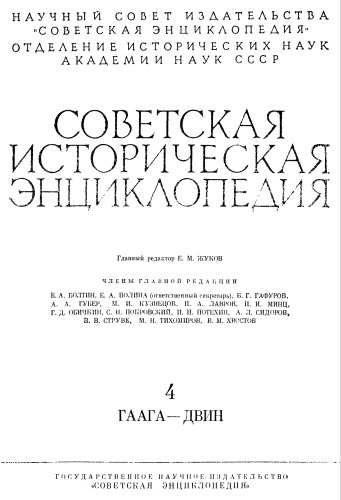 НАУЧНЫЙ СОВЕТ ИЗДАТЕЛЬСТВА
"СОВЕТСКАЯ ЭНЦИКЛОПЕДИЯ"
ОТДЕЛЕНИЕ ИСТОРИЧЕСКИХ НАУК
АКАДЕМИИ НАУК СССР
СОВЕТСКАЯ
ИСТОРИЧЕСКАЯ
ЭНЦИКЛОПЕДИЯ
Главный редактор Е. М. ЖУКОВ
ЧЛЕНЫ ГЛАВНОЙ РЕДАКЦИИ
Е. А. БОЛТИН, Е. А. ВОЛИНА (ответственный секретарь), Б. Г. ГАФУРОВ,
А. А. ГУБЕР, М. И. КУЗНЕЦОВ, П. А. ЛАВРОВ, И. И. МИНЦ,
Г. Д. ОБИЧКИН, С. Н. ПОКРОВСКИЙ, И. И. ПОТЕХИН, А. Л. СИДОРОВ,
В. В. СТРУВЕ, М. Н. ТИХОМИРОВ, В. М. ХВОСТОВ
4
ГААГА—ДВИН
ГОСУДАРСТВЕННОЕ НАУЧНОЕ ИЗДАТЕЛЬСТВО
«СОВЕТСКАЯ ЭНЦИКЛОПЕДИЯ»